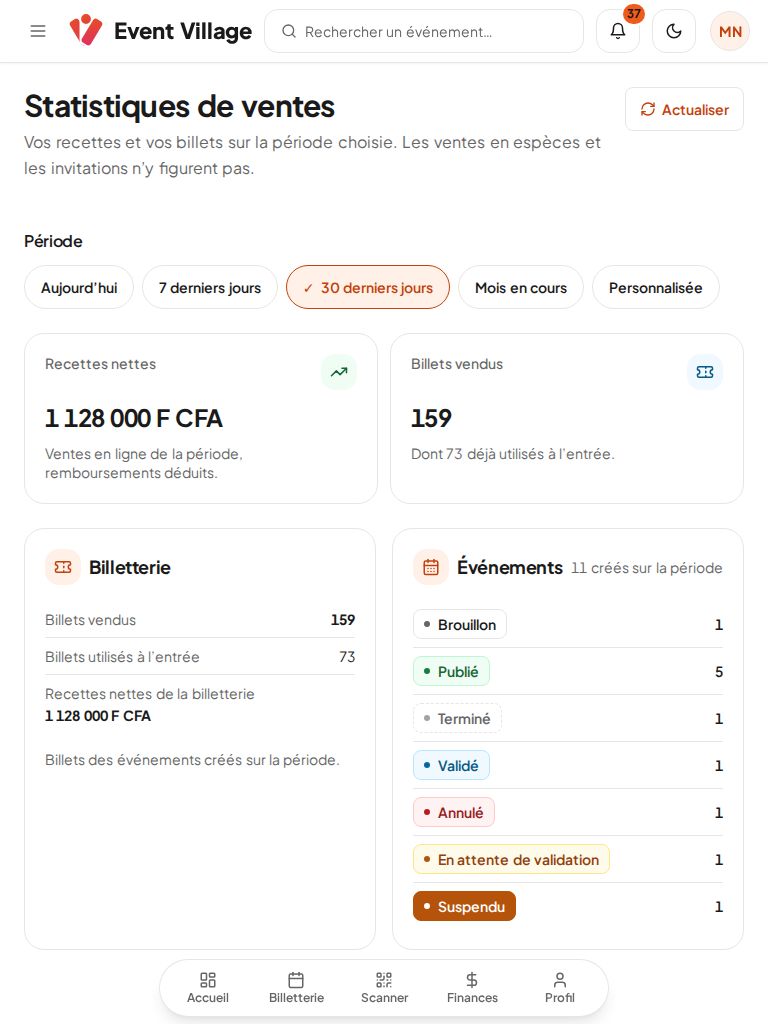 Event Village
Rechercher un événement...
37
MN
Statistiques de ventes
Actualiser
Vos recettes et vos billets sur la période choisie. Les ventes en espèces et
les invitations n'y figurent pas.
Période
Aujourd'hui
7 derniers jours
✓ 30 derniers jours
Mois en cours
Personnalisée
Recettes nettes
1 128 000 F CFA
Ventes en ligne de la période,
remboursements déduits.
Billets vendus
159
Dont 73 déjà utilisés à l'entrée.
Billetterie
Billets vendus 159
Billets utilisés à l'entrée 73
Recettes nettes de la billetterie
1 128 000 F CFA
Billets des événements créés sur la période.
Événements 11 créés sur la période
Brouillon 1
Publié 5
Terminé 1
Validé 1
Annulé 1
En attente de validation 1
Suspendu 1
Accueil
Billetterie
Scanner
Finances
Profil